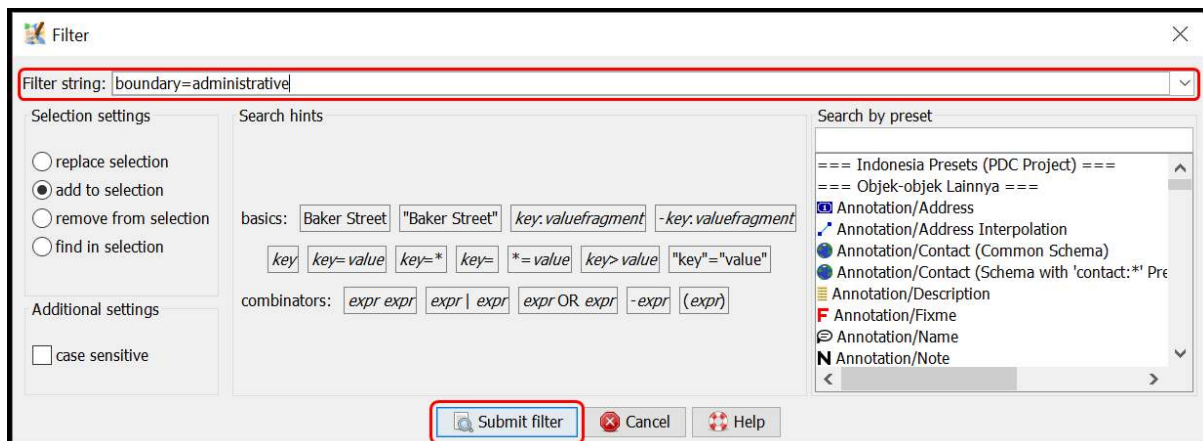 Filter
Filter string: boundary=administrative
Selection settings
replace selection
add to selection
remove from selection
find in selection
Additional settings
case sensitive
Search hints
basics: Baker Street "Baker Street" key:valuefragment -key:valuefragment
key key=value key=* key= *=value key>value "key"="value"
combinators: expr expr expr | expr expr OR expr -expr (expr)
Search by preset
=== Indonesia Presets (PDC Project) ===
=== Objek-objek Lainnya ===
Annotation/Address
Annotation/Address Interpolation
Annotation/Contact (Common Schema)
Annotation/Contact (Schema with 'contact:*' Pre
Annotation/Description
Annotation/Fixme
Annotation/Name
Annotation/Note
Submit filter Cancel Help